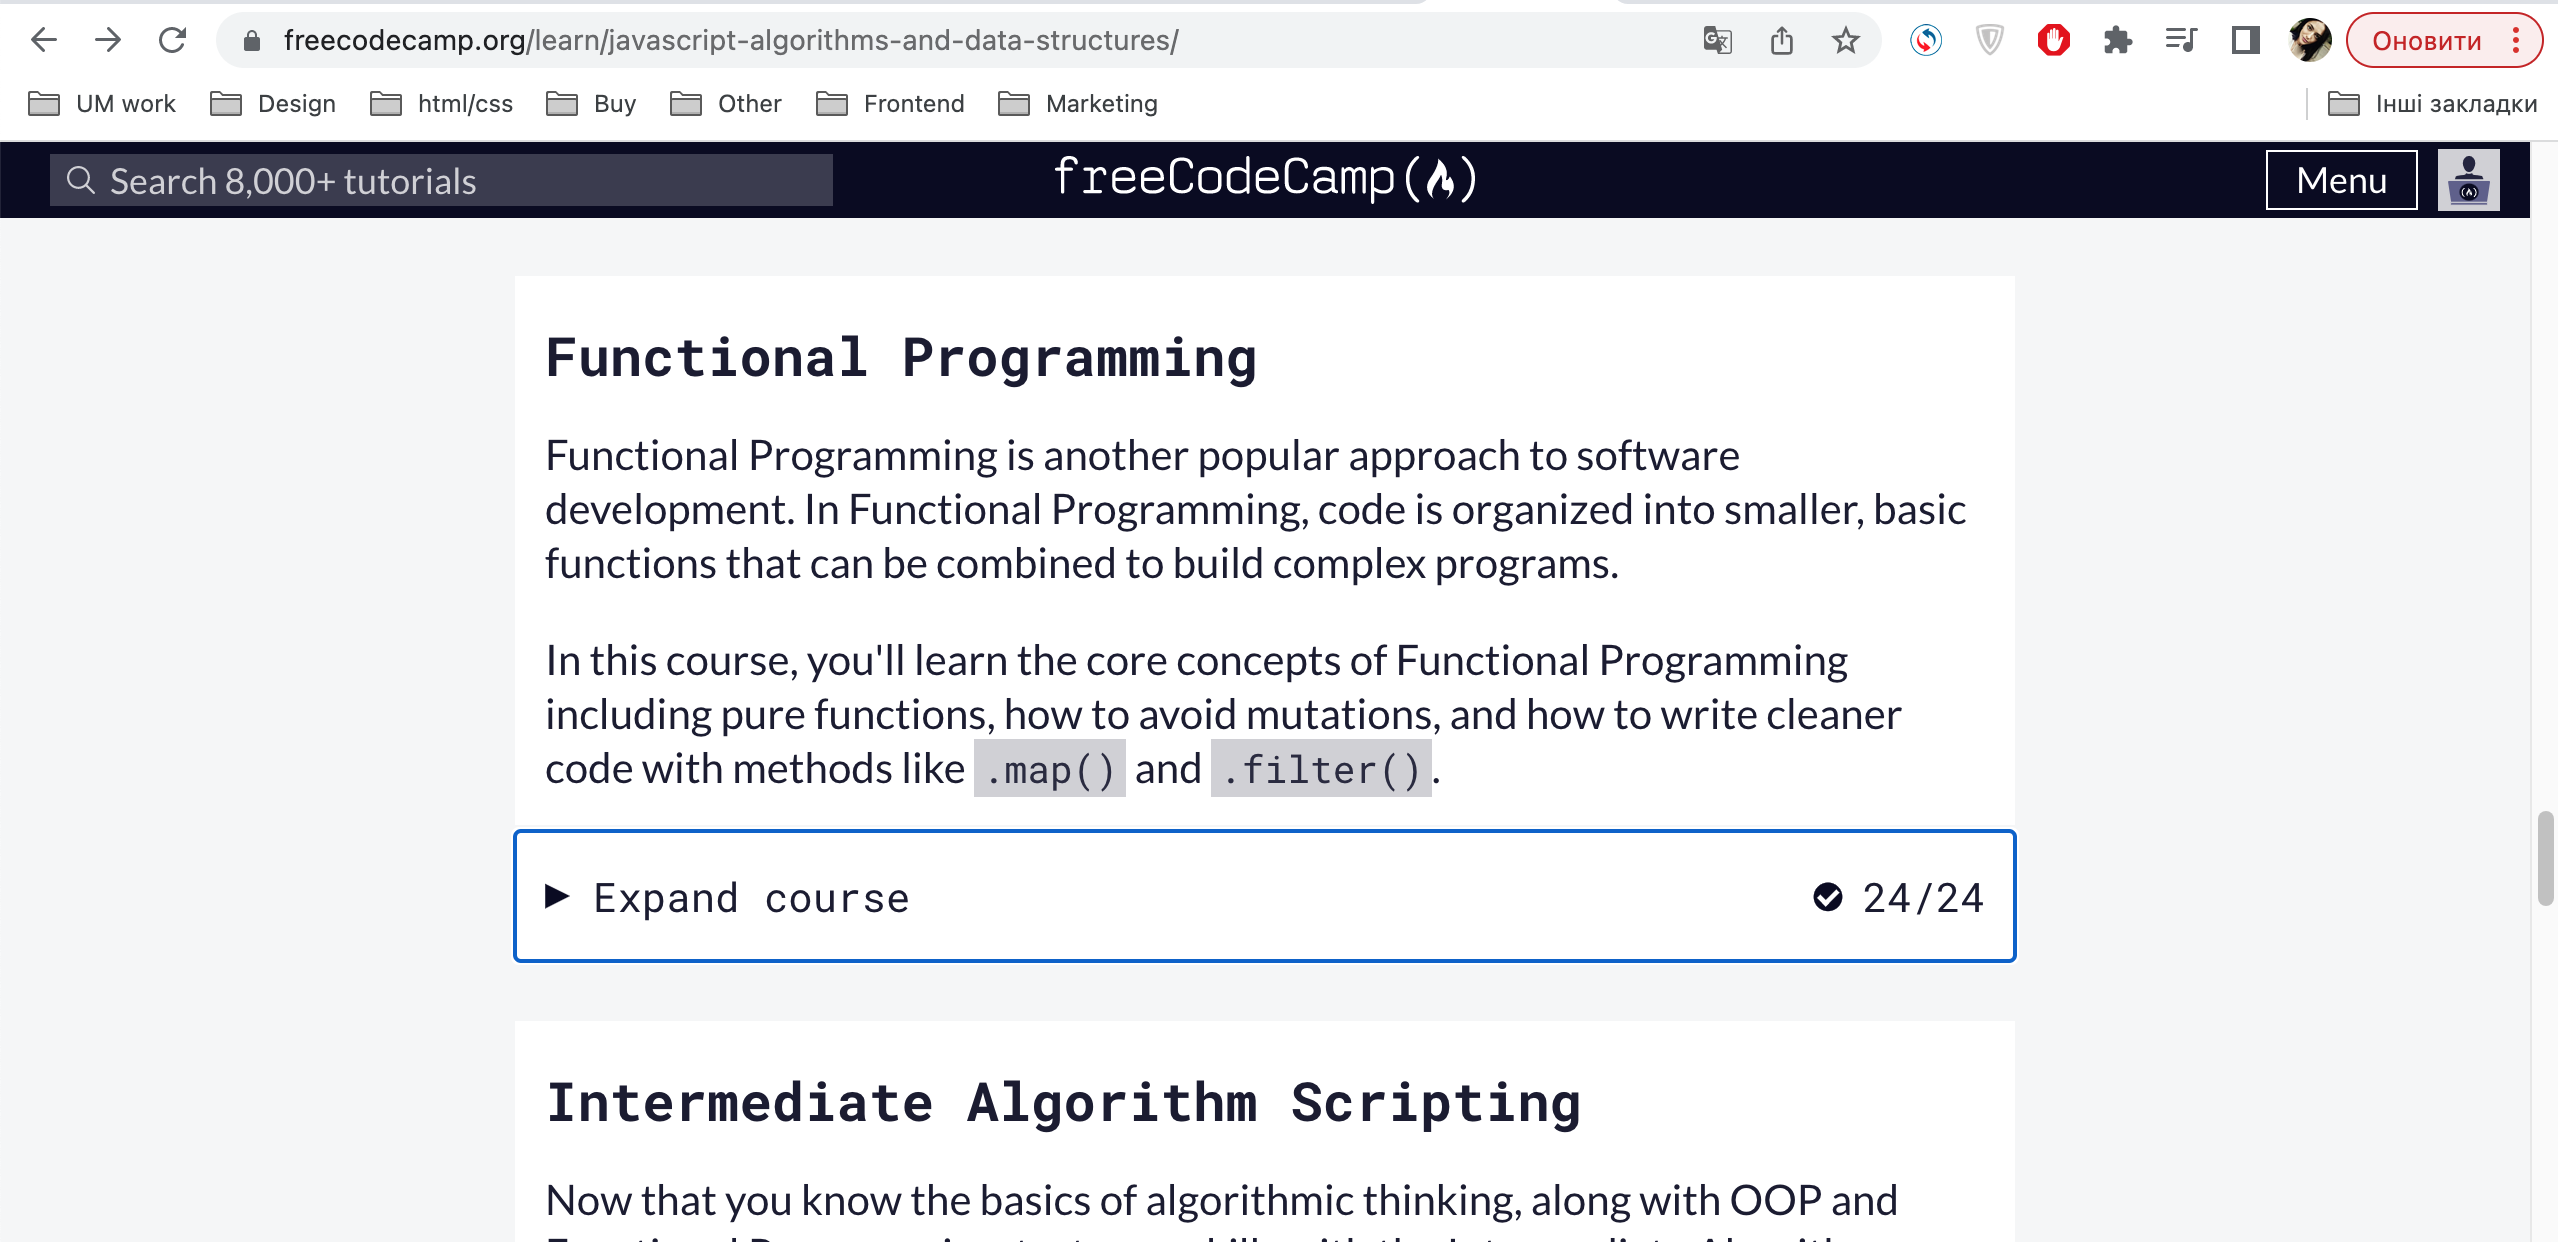 freecodecamp.org/learn/javascript-algorithms-and-data-structures/
Оновити
UM work
Design
html/css
Buy
Other
Frontend
Marketing
Інші закладки
Search 8,000+ tutorials
freeCodeCamp
Menu
Functional Programming
Functional Programming is another popular approach to software
development. In Functional Programming, code is organized into smaller, basic
functions that can be combined to build complex programs.
In this course, you'll learn the core concepts of Functional Programming
including pure functions, how to avoid mutations, and how to write cleaner
code with methods like .map() and .filter().
Expand course
24/24
Intermediate Algorithm Scripting
Now that you know the basics of algorithmic thinking, along with OOP and